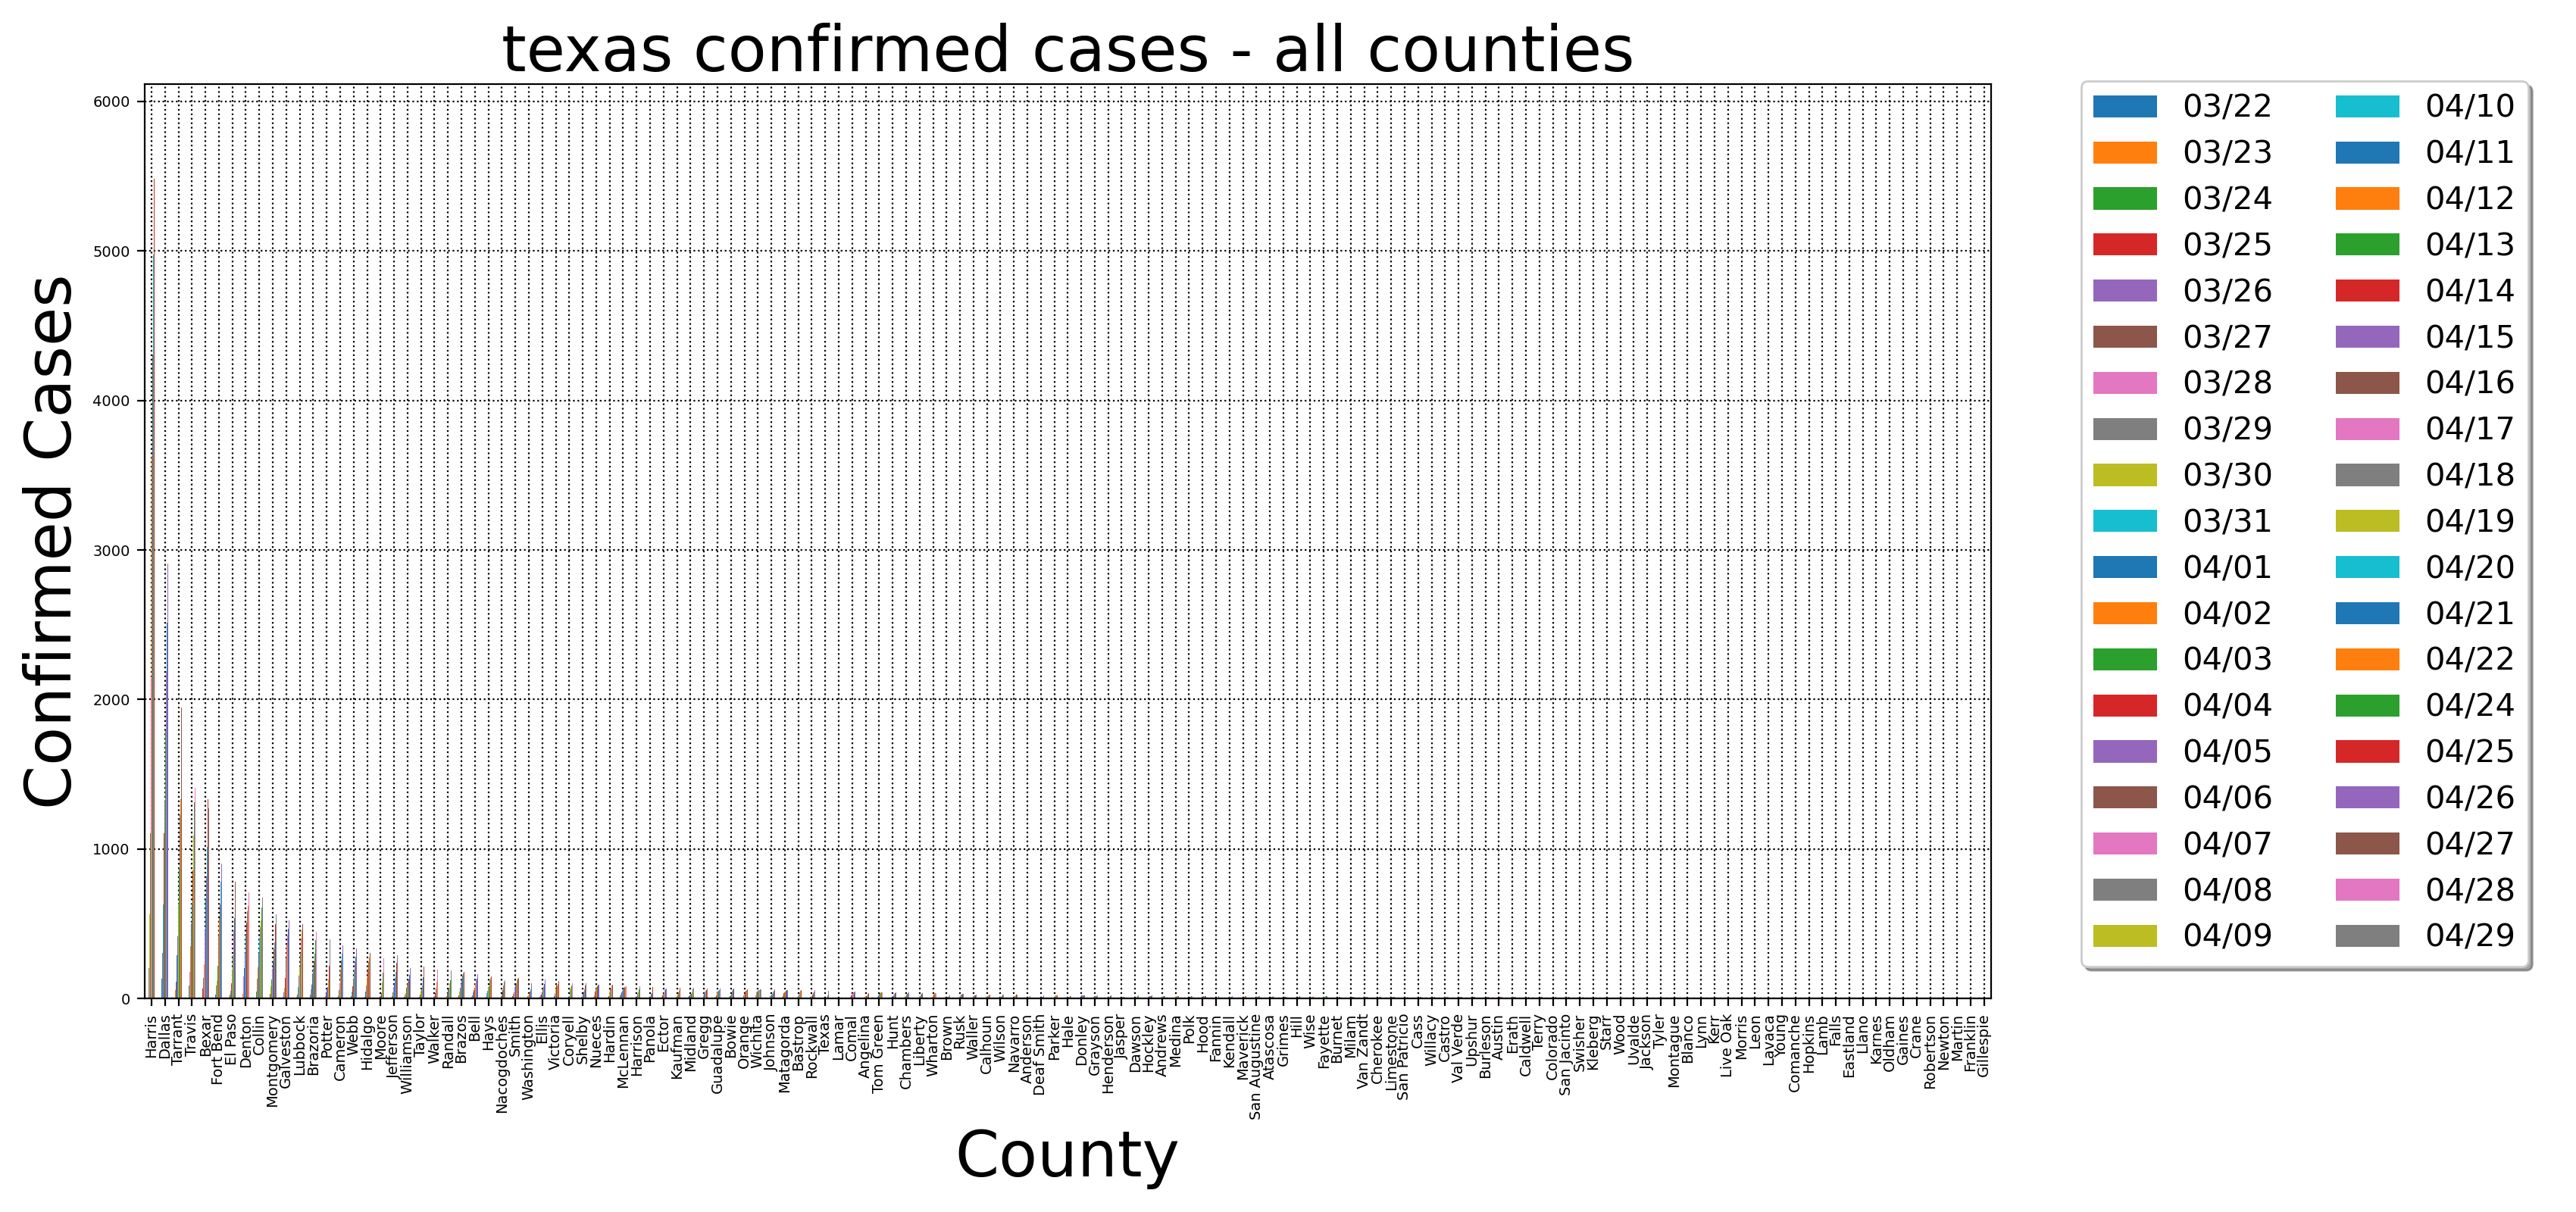 texas confirmed cases - all counties
Confirmed Cases
6000
5000
4000
3000
2000
1000
0
Harris
Dallas
Tarrant
Travis
Bexar
Fort Bend
El Paso
Denton
Collin
Montgomery
Galveston
Lubbock
Brazoria
Potter
Cameron
Webb
Hidalgo
Moore
Jefferson
Williamson
Taylor
Walker
Randall
Brazos
Bell
Hays
Nacogdoches
Smith
Washington
Ellis
Victoria
Coryell
Shelby
Nueces
Hardin
McLennan
Harrison
Panola
Ector
Kaufman
Midland
Gregg
Guadalupe
Bowie
Orange
Wichita
Johnson
Matagorda
Bastrop
Rockwall
Texas
Lamar
Comal
Angelina
Tom Green
Hunt
Chambers
Liberty
Wharton
Brown
Rusk
Waller
Calhoun
Wilson
Navarro
Anderson
Deaf Smith
Parker
Hale
Donley
Grayson
Henderson
Jasper
Dawson
Hockley
Andrews
Medina
Polk
Hood
Fannin
Kendall
Maverick
San Augustine
Atascosa
Grimes
Hill
Wise
Fayette
Burnet
Milam
Van Zandt
Cherokee
Limestone
San Patricio
Cass
Willacy
Castro
Val Verde
Upshur
Burleson
Austin
Erath
Caldwell
Terry
Colorado
San Jacinto
Swisher
Kleberg
Starr
Wood
Uvalde
Jackson
Tyler
Montague
Blanco
Lynn
Kerr
Live Oak
Morris
Leon
Lavaca
Young
Comanche
Hopkins
Lamb
Falls
Eastland
Llano
Karnes
Oldham
Gaines
Crane
Robertson
Newton
Martin
Franklin
Gillespie
County
03/22
03/23
03/24
03/25
03/26
03/27
03/28
03/29
03/30
03/31
04/01
04/02
04/03
04/04
04/05
04/06
04/07
04/08
04/09
04/10
04/11
04/12
04/13
04/14
04/15
04/16
04/17
04/18
04/19
04/20
04/21
04/22
04/24
04/25
04/26
04/27
04/28
04/29